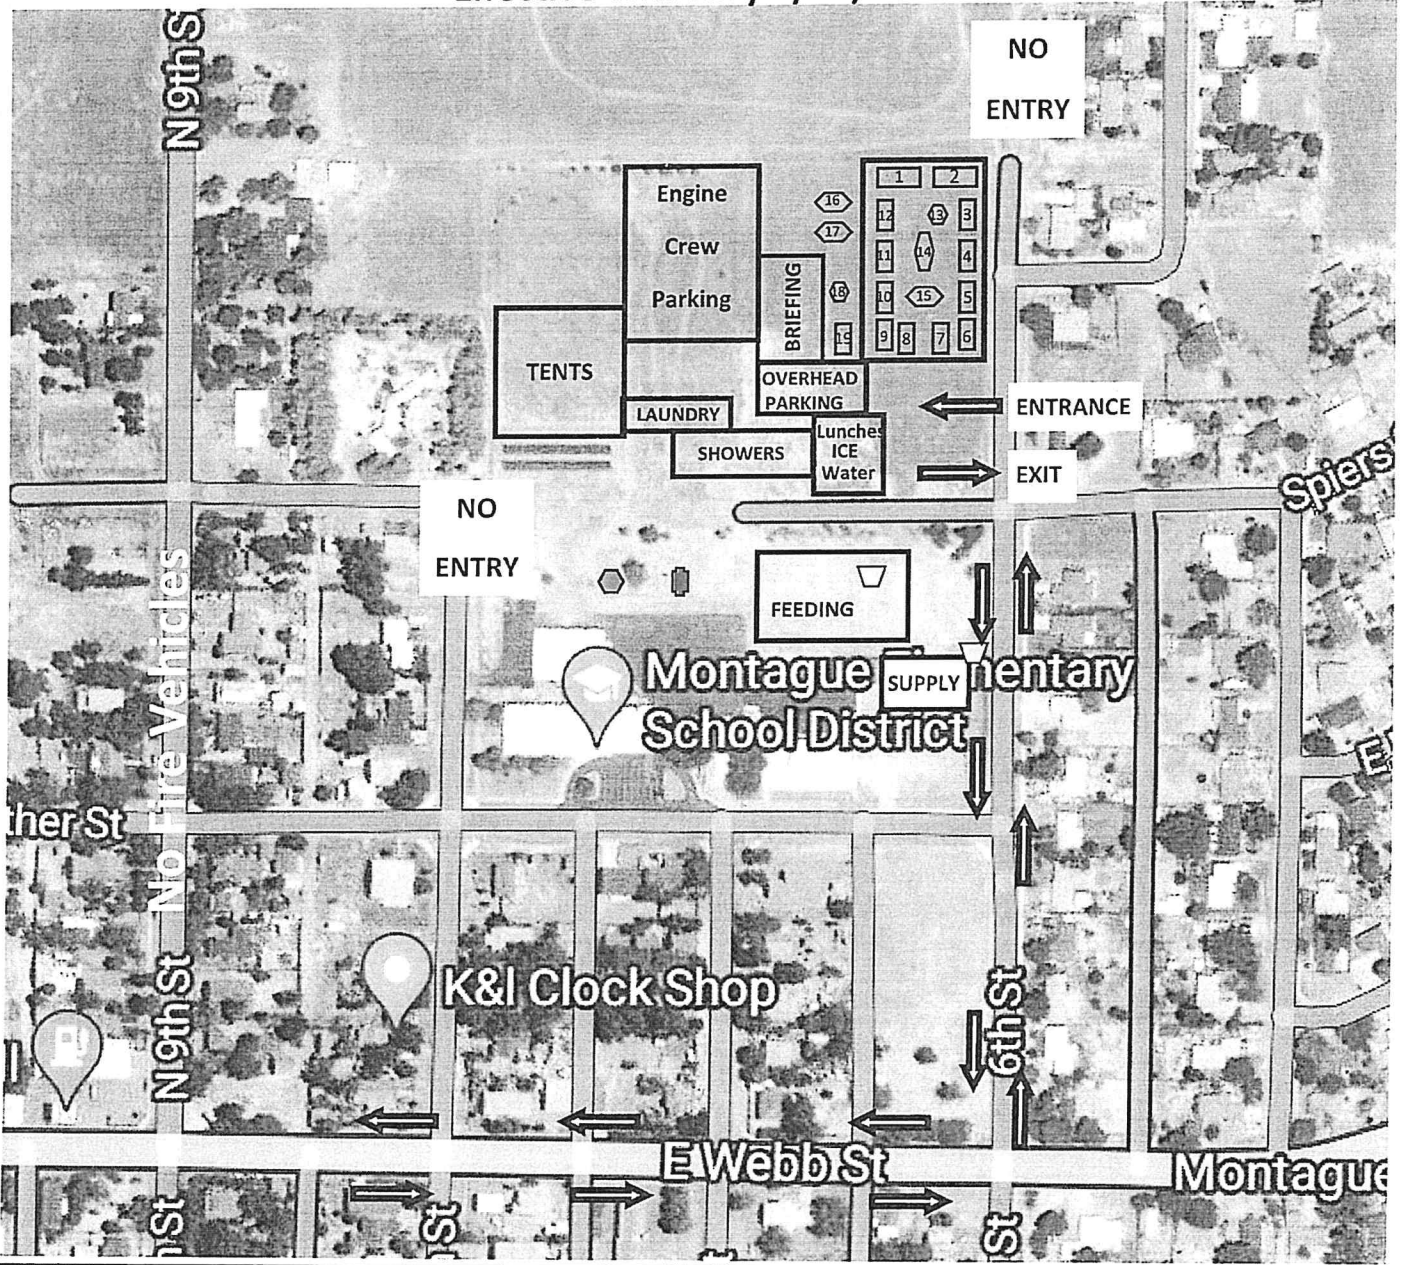 N 9th St
NO
ENTRY
Engine
Crew
Parking
1
2
16
12
13
3
17
11
14
4
BRIEFING
18
10
15
5
19
9
8
7
6
TENTS
OVERHEAD
PARKING
ENTRANCE
LAUNDRY
Lunches
ICE
Water
SHOWERS
EXIT
Spiers
NO
ENTRY
FEEDING
No Fire Vehicles
Montague
mentary
School District
SUPPLY
ther St
K&l Clock Shop
N 9th St
6th St
E Webb St
Montague
St
St
St